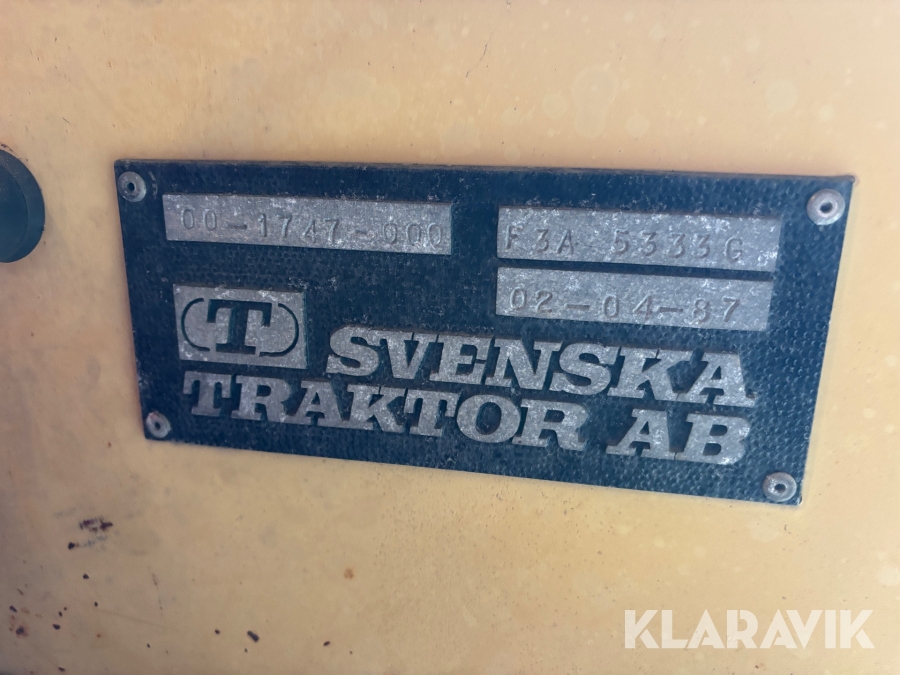 00-1747-000
F3A 5333G
02-04-87
T SVENSKA
TRAKTOR AB
KLARAVIK